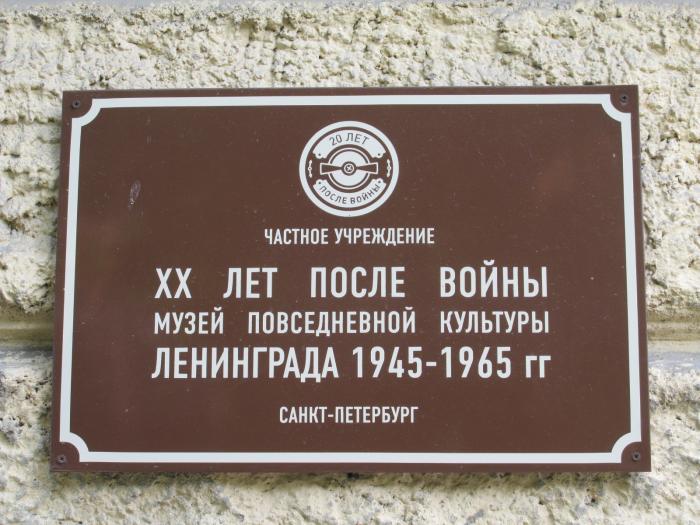 20 ЛЕТ
ПОСЛЕ ВОЙНЫ
ЧАСТНОЕ УЧРЕЖДЕНИЕ
XX ЛЕТ ПОСЛЕ ВОЙНЫ
МУЗЕЙ ПОВСЕДНЕВНОЙ КУЛЬТУРЫ
ЛЕНИНГРАДА 1945-1965 гг
САНКТ-ПЕТЕРБУРГ